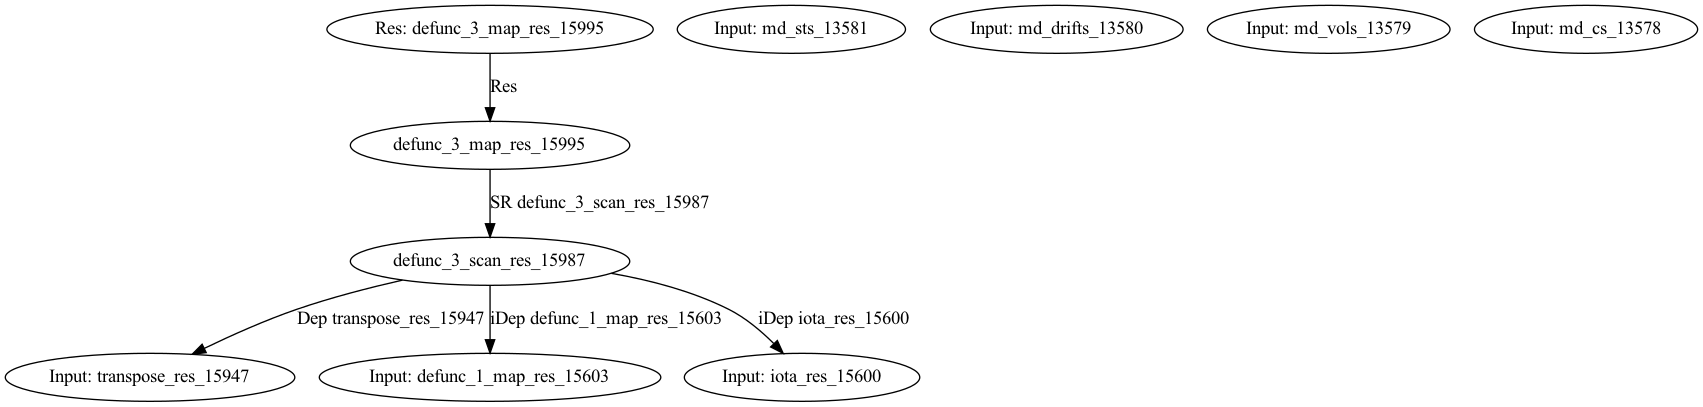 Res: defunc_3_map_res_15995
Input: md_sts_13581
Input: md_drifts_13580
Input: md_vols_13579
Input: md_cs_13578
Res
defunc_3_map_res_15995
SR defunc_3_scan_res_15987
defunc_3_scan_res_15987
Dep transpose_res_15947
iDep defunc_1_map_res_15603
iDep iota_res_15600
Input: transpose_res_15947
Input: defunc_1_map_res_15603
Input: iota_res_15600